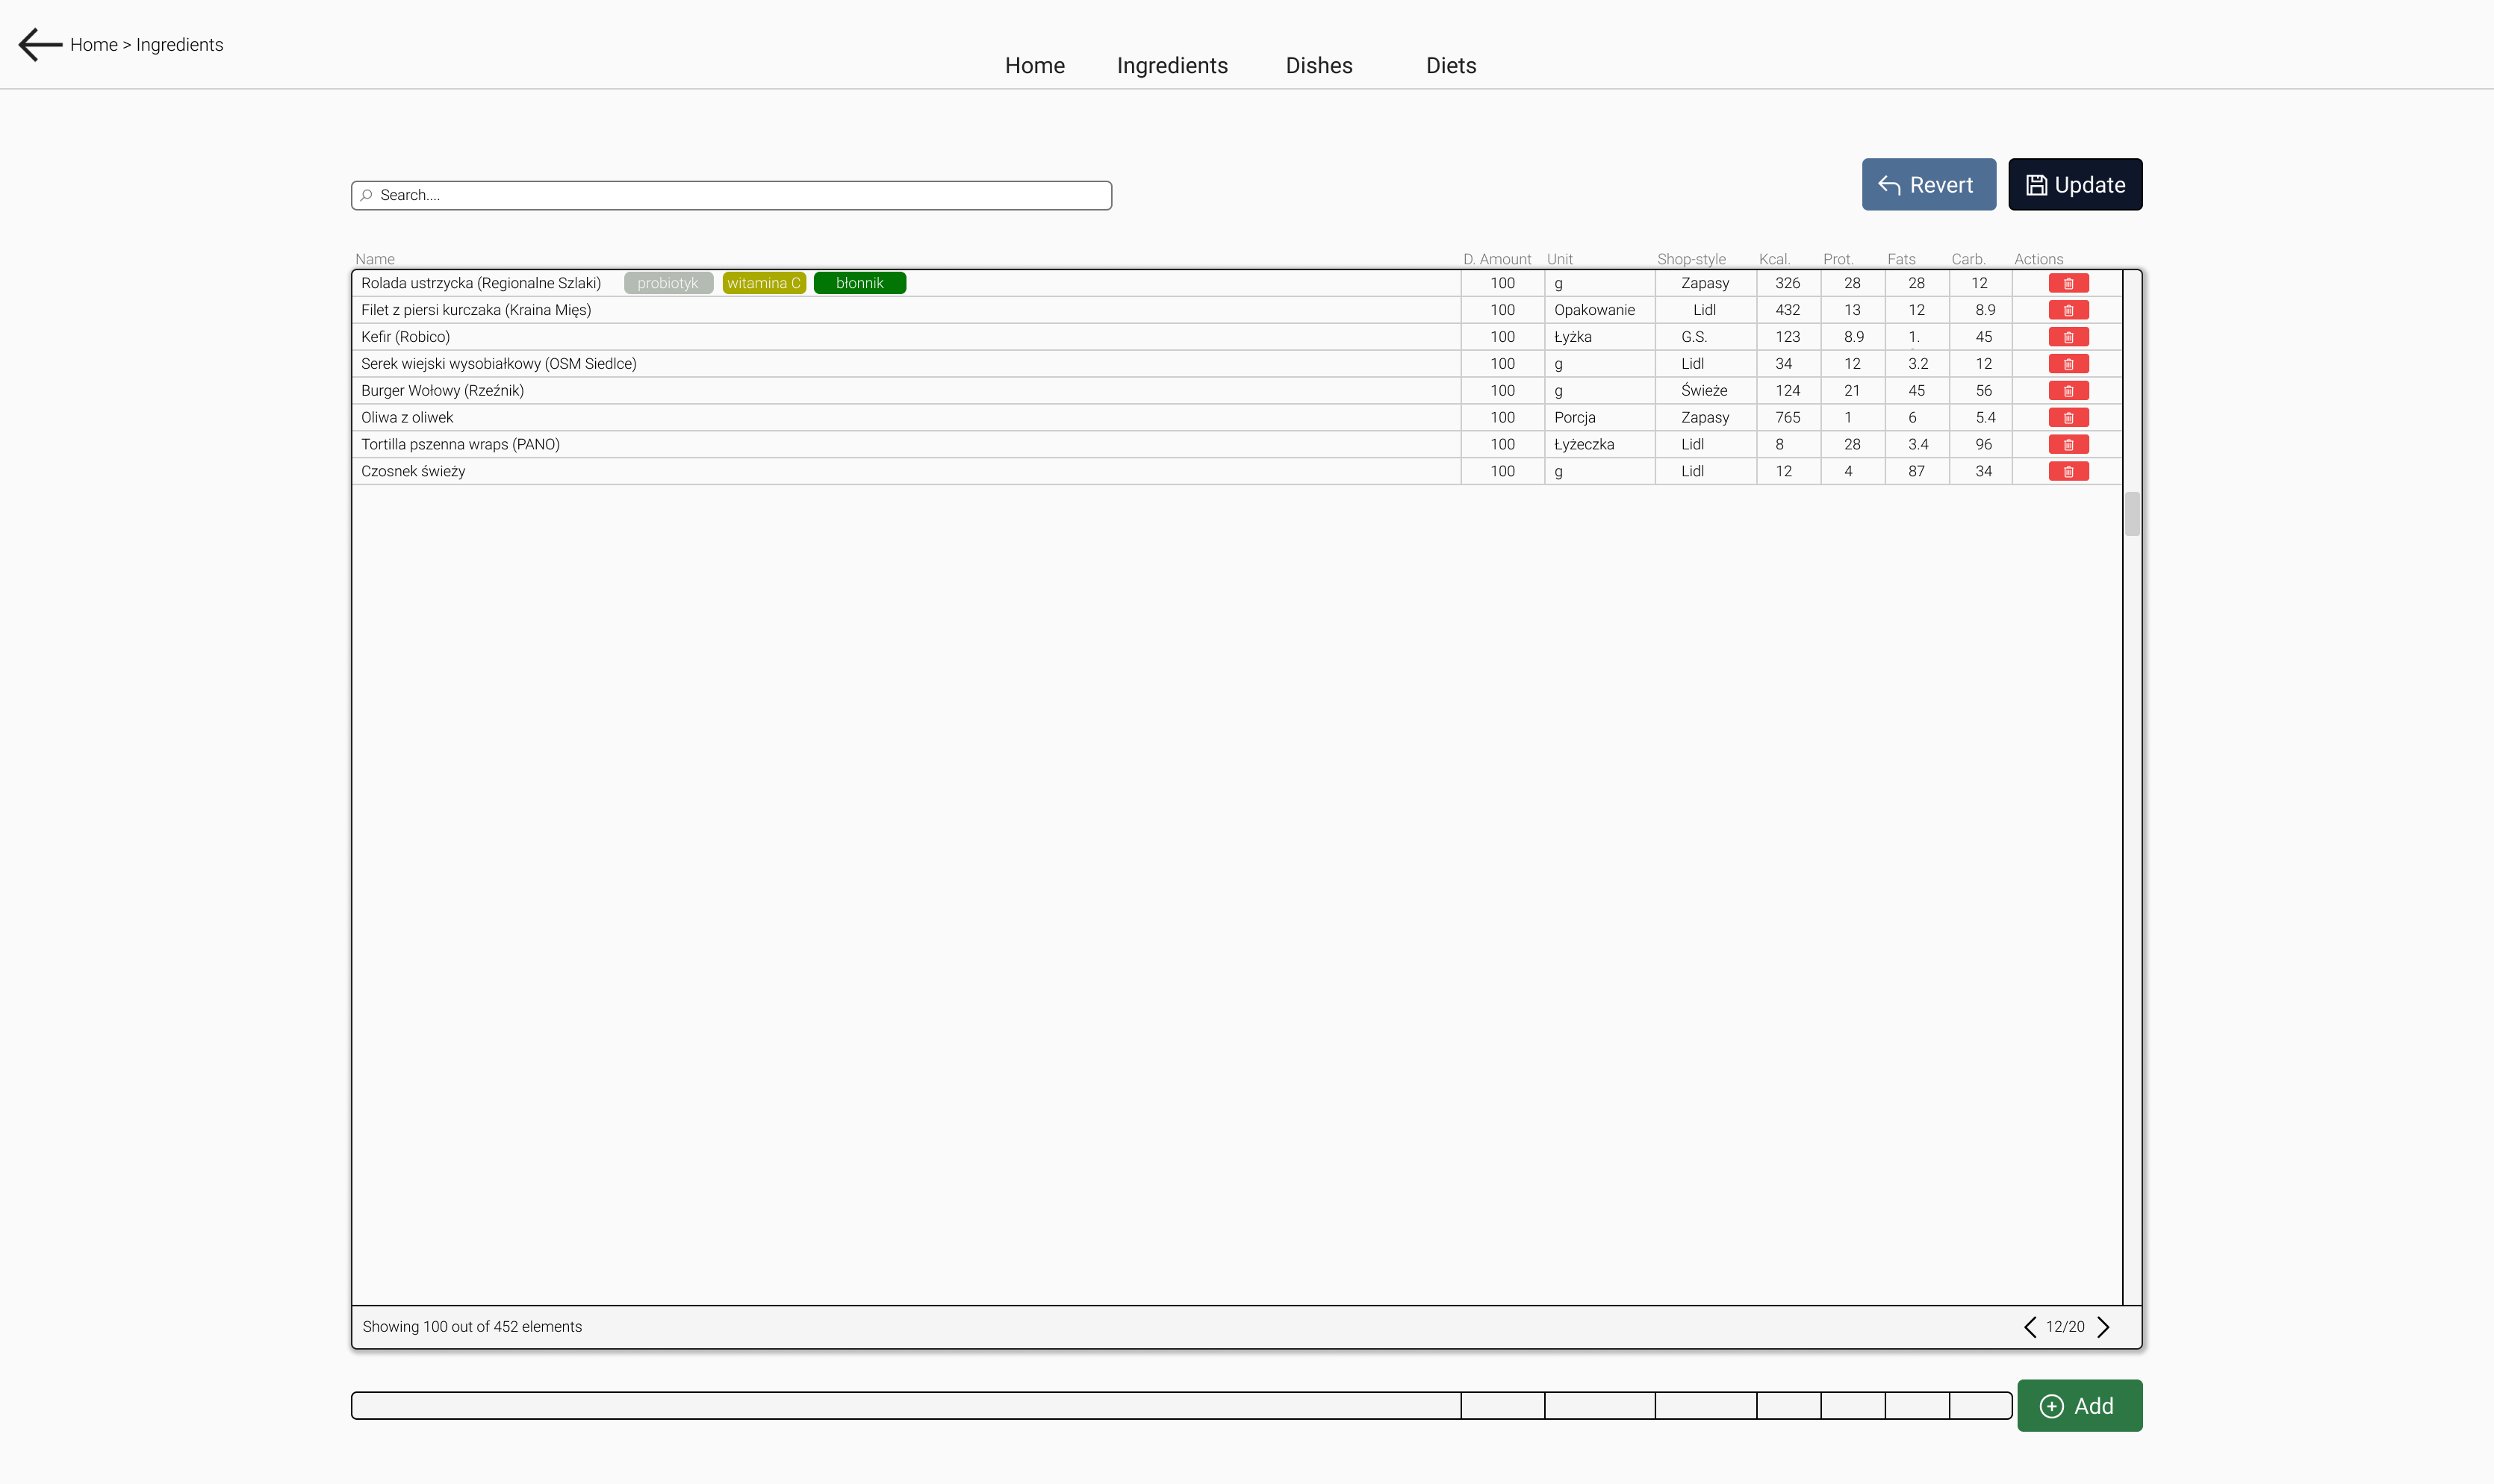 Home > Ingredients
Home Ingredients Dishes Diets
Search....
Revert Update
Name D. Amount Unit Shop-style Kcal. Prot. Fats Carb. Actions
Rolada ustrzycka (Regionalne Szlaki) probiotyk witamina C błonnik 100 g Zapasy 326 28 28 12
Filet z piersi kurczaka (Kraina Mięs) 100 Opakowanie Lidl 432 13 12 8.9
Kefir (Robico) 100 Łyżka G.S. 123 8.9 1. 45
Serek wiejski wysobiałkowy (OSM Siedlce) 100 g Lidl 34 12 3.2 12
Burger Wołowy (Rzeźnik) 100 g Świeże 124 21 45 56
Oliwa z oliwek 100 Porcja Zapasy 765 1 6 5.4
Tortilla pszenna wraps (PANO) 100 Łyżeczka Lidl 8 28 3.4 96
Czosnek świeży 100 g Lidl 12 4 87 34
Showing 100 out of 452 elements 12/20
Add